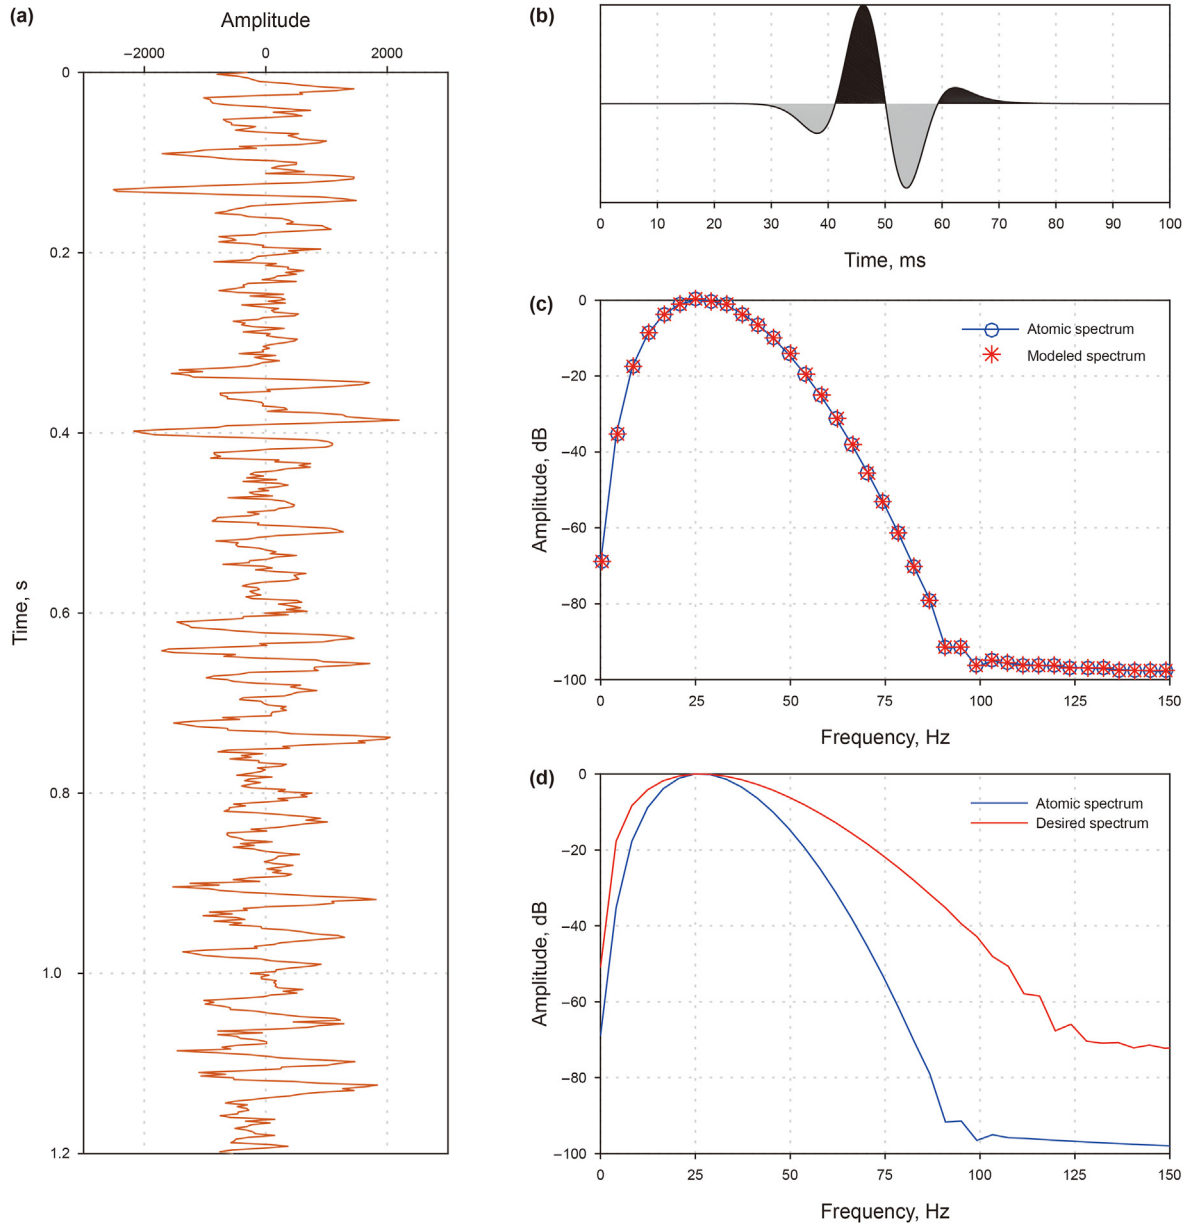 (a)
Amplitude
−2000 0 2000
0
0.2
0.4
0.6
0.8
1.0
1.2
Time, s
(b)
0 10 20 30 40 50 60 70 80 90 100
Time, ms
(c)
0
−20
−40
−60
−80
−100
Amplitude, dB
Atomic spectrum
Modeled spectrum
0 25 50 75 100 125 150
Frequency, Hz
(d)
0
−20
−40
−60
−80
−100
Amplitude, dB
Atomic spectrum
Desired spectrum
0 25 50 75 100 125 150
Frequency, Hz